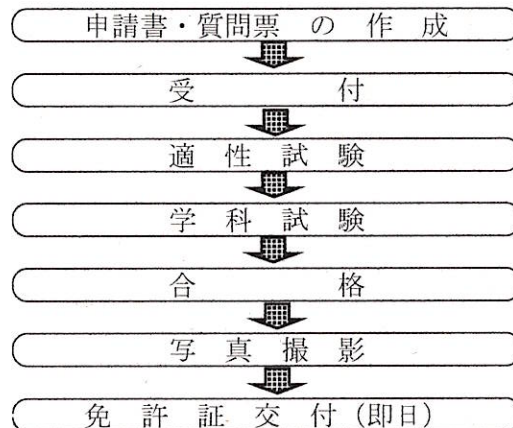 申請書・質問票の作成
受付
適性試験
学科試験
合格
写真撮影
免許証交付(即日)